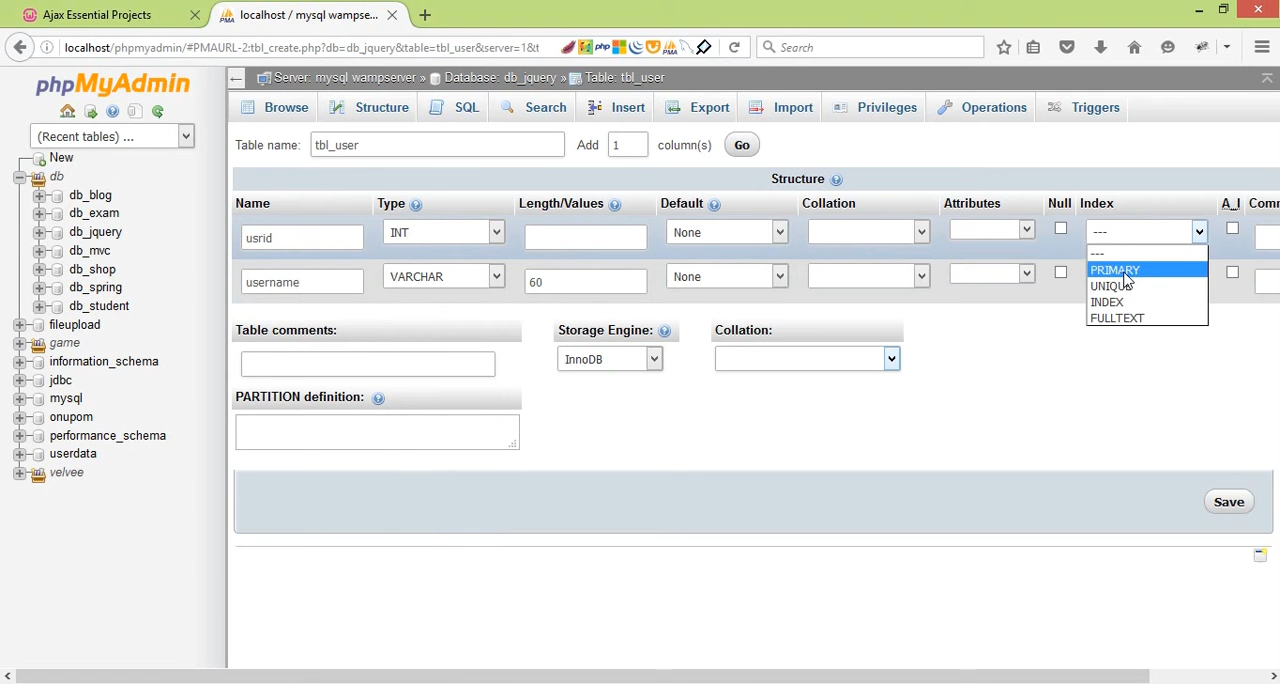 Ajax Essential Projects
localhost / mysql wampse...
PMA
localhost/phpmyadmin/#PMAURL-2:tbl_create.php?db=db_jquery&table=tbl_user&server=1&t
php
PMA
Search
phpMyAdmin
Server: mysql wampserver » Database: db_jquery » Table: tbl_user
Browse
Structure
SQL
Search
Insert
Export
Import
Privileges
Operations
Triggers
(Recent tables) ...
New
db
db_blog
db_exam
db_jquery
db_mvc
db_shop
db_spring
db_student
fileupload
game
information_schema
jdbc
mysql
onupom
performance_schema
userdata
velvee
Table name: tbl_user Add 1 column(s) Go
Structure
Name Type Length/Values Default Collation Attributes Null Index A_I Comr
usrid INT None ---
username VARCHAR 60 None
---
PRIMARY
UNIQUE
INDEX
FULLTEXT
Table comments: Storage Engine: Collation:
InnoDB
PARTITION definition:
Save